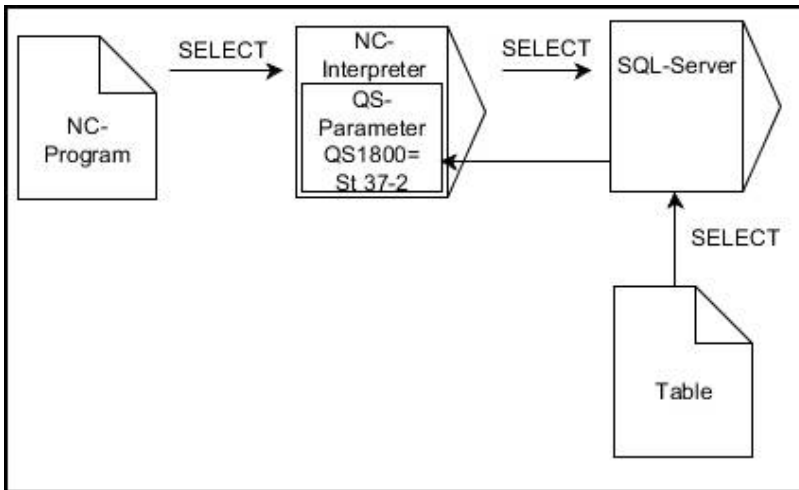 NC-
Program
SELECT
NC-
Interpreter
QS-
Parameter
QS1800=
St 37-2
SELECT
SQL-Server
SELECT
Table